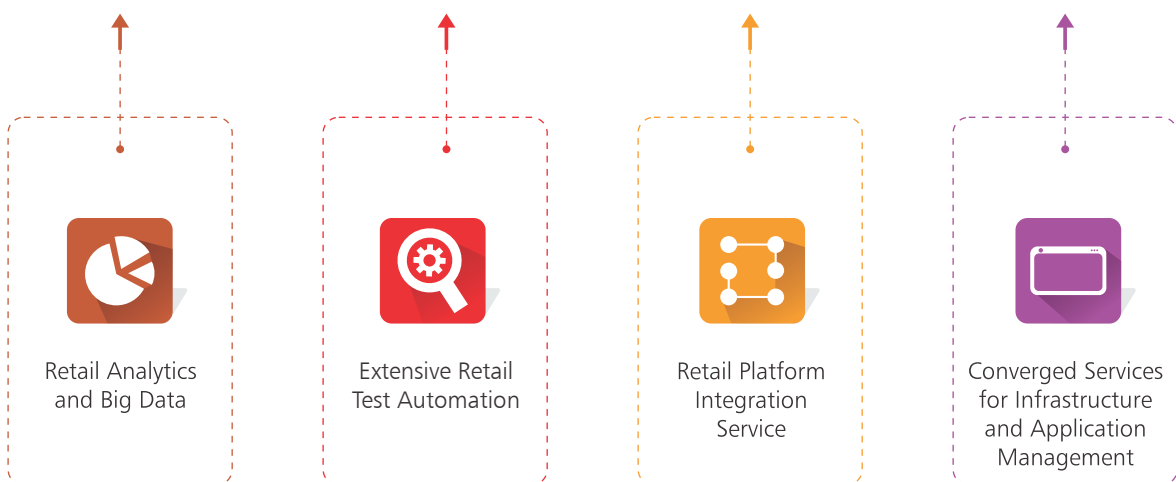 Retail Analytics
and Big Data
Extensive Retail
Test Automation
Retail Platform
Integration
Service
Converged Services
for Infrastructure
and Application
Management